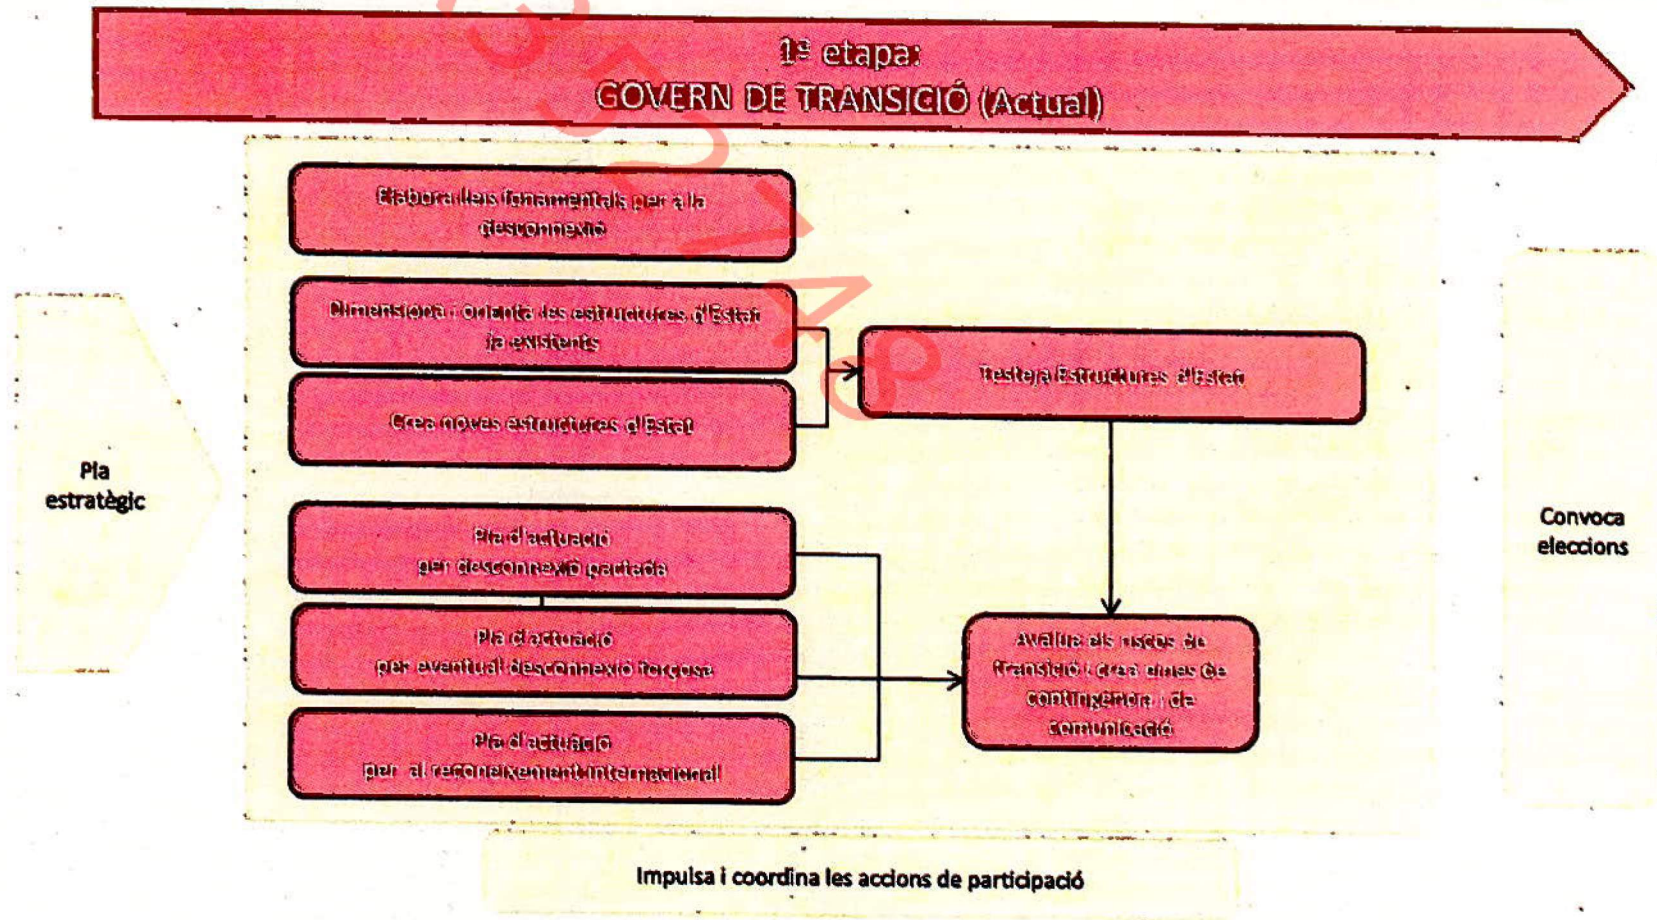 1ª etapa:
GOVERN DE TRANSICIÓ (Actual)
Elabora lleis fonamentals per a la
desconnexió
Dimensiona i orienta les estructures d'Estat
ja existents
Crea noves estructures d'Estat
Testeja Estructures d'Estat
Pla
estratègic
Pla d'actuació
per desconnexió pactada
Pla d'actuació
per eventual desconnexió forçosa
Pla d'actuació
per al reconeixement internacional
Avalua els riscos de
transició i crea eines de
contingència i de
comunicació
Convoca
eleccions
Impulsa i coordina les accions de participació